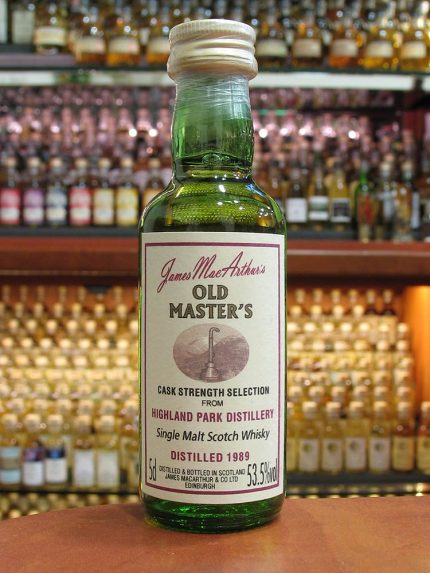 James MacArthur's
OLD
MASTER'S
CASK STRENGTH SELECTION
FROM
HIGHLAND PARK DISTILLERY
Single Malt Scotch Whisky
DISTILLED 1989
5cl DISTILLED & BOTTLED IN SCOTLAND 53.5%vol
JAMES MACARTHUR & CO LTD
EDINBURGH